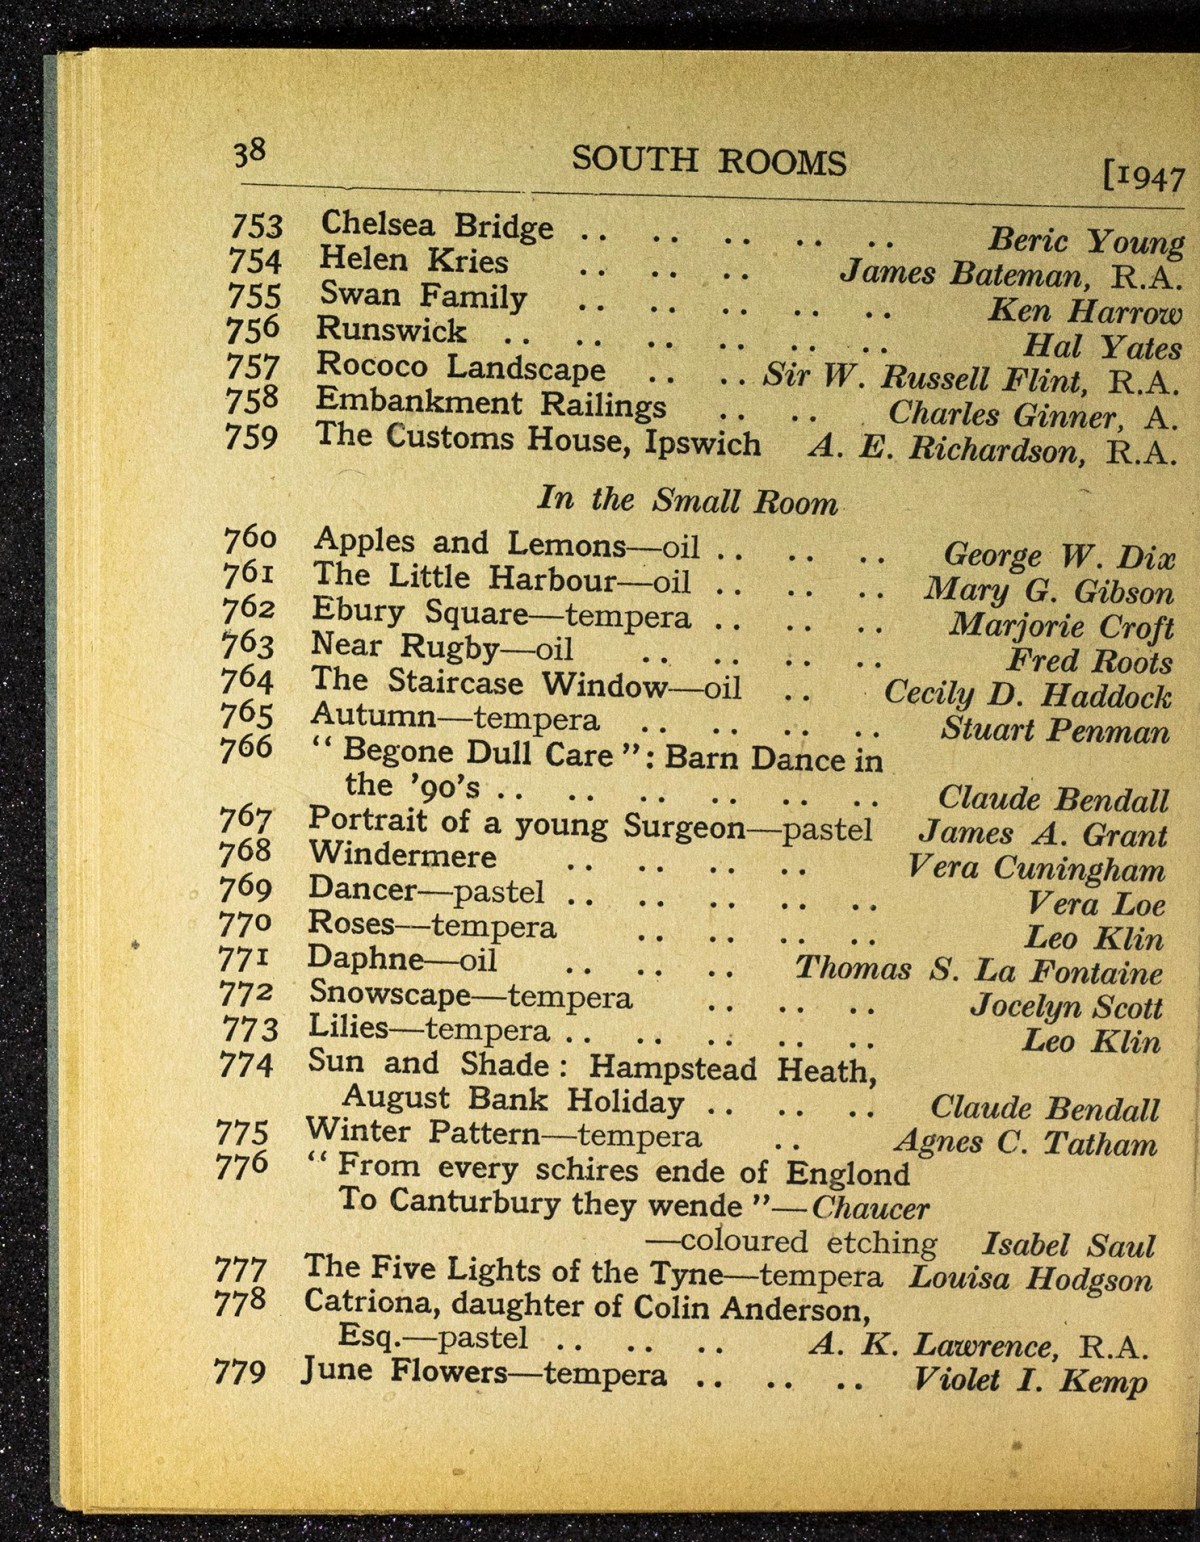 38 SOUTH ROOMS [1947
753 Chelsea Bridge .. .. .. .. .. Beric Young
754 Helen Kries .. .. .. James Bateman, R.A.
755 Swan Family .. .. .. .. .. Ken Harrow
756 Runswick .. .. .. .. .. .. Hal Yates
757 Rococo Landscape .. .. Sir W. Russell Flint, R.A.
758 Embankment Railings .. .. Charles Ginner, A.
759 The Customs House, Ipswich A. E. Richardson, R.A.
In the Small Room
760 Apples and Lemons—oil .. .. .. George W. Dix
761 The Little Harbour—oil .. .. .. Mary G. Gibson
762 Ebury Square—tempera .. .. .. Marjorie Croft
763 Near Rugby—oil .. .. .. .. Fred Roots
764 The Staircase Window—oil .. Cecily D. Haddock
765 Autumn—tempera .. .. .. .. Stuart Penman
766 “ Begone Dull Care ”: Barn Dance in
the ’90’s .. .. .. .. .. .. Claude Bendall
767 Portrait of a young Surgeon—pastel James A. Grant
768 Windermere .. .. .. .. Vera Cuningham
769 Dancer—pastel .. .. .. .. .. Vera Loe
770 Roses—tempera .. .. .. .. Leo Klin
771 Daphne—oil .. .. .. Thomas S. La Fontaine
772 Snowscape—tempera .. .. .. Jocelyn Scott
773 Lilies—tempera .. .. .. .. .. Leo Klin
774 Sun and Shade : Hampstead Heath,
August Bank Holiday .. .. .. Claude Bendall
775 Winter Pattern—tempera .. Agnes C. Tatham
776 “ From every schires ende of Englond
To Canturbury they wende ”—Chaucer
—coloured etching Isabel Saul
777 The Five Lights of the Tyne—tempera Louisa Hodgson
778 Catriona, daughter of Colin Anderson,
Esq.—pastel .. .. .. A. K. Lawrence, R.A.
779 June Flowers—tempera .. .. .. Violet I. Kemp